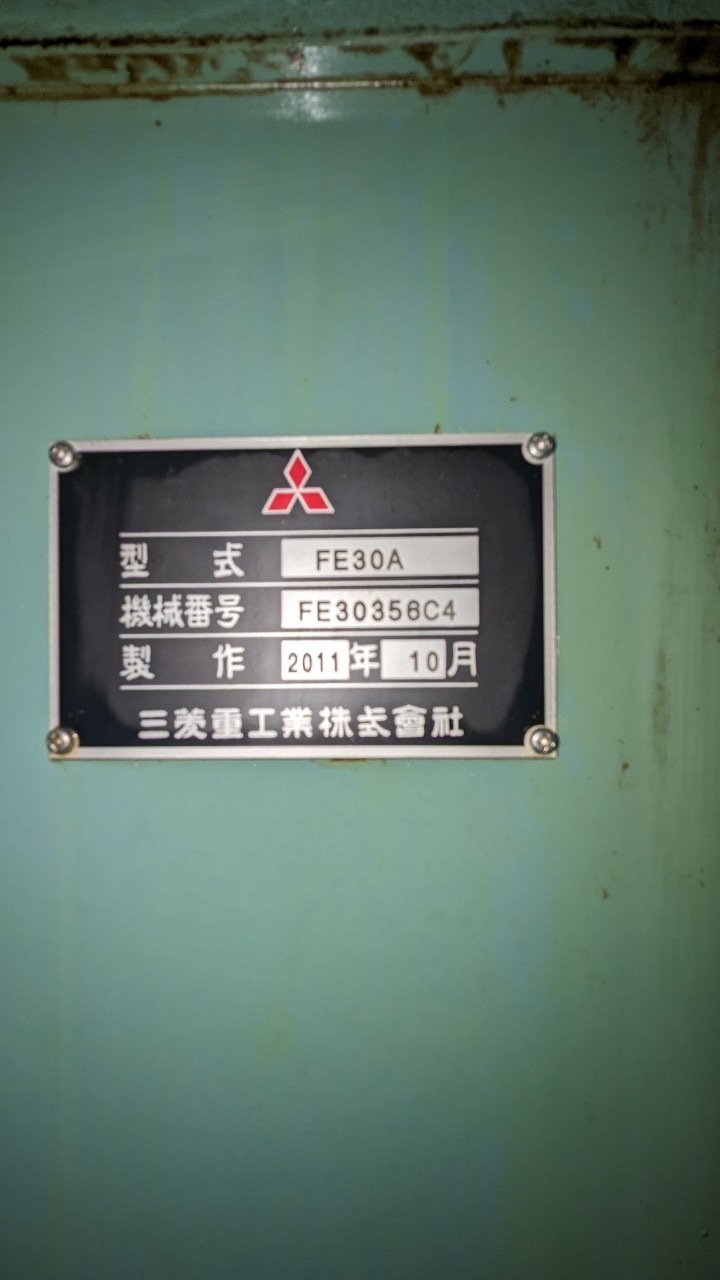 型式 FE30A
機械番号 FE30356C4
製作 2011年 10月
三菱重工業株式會社